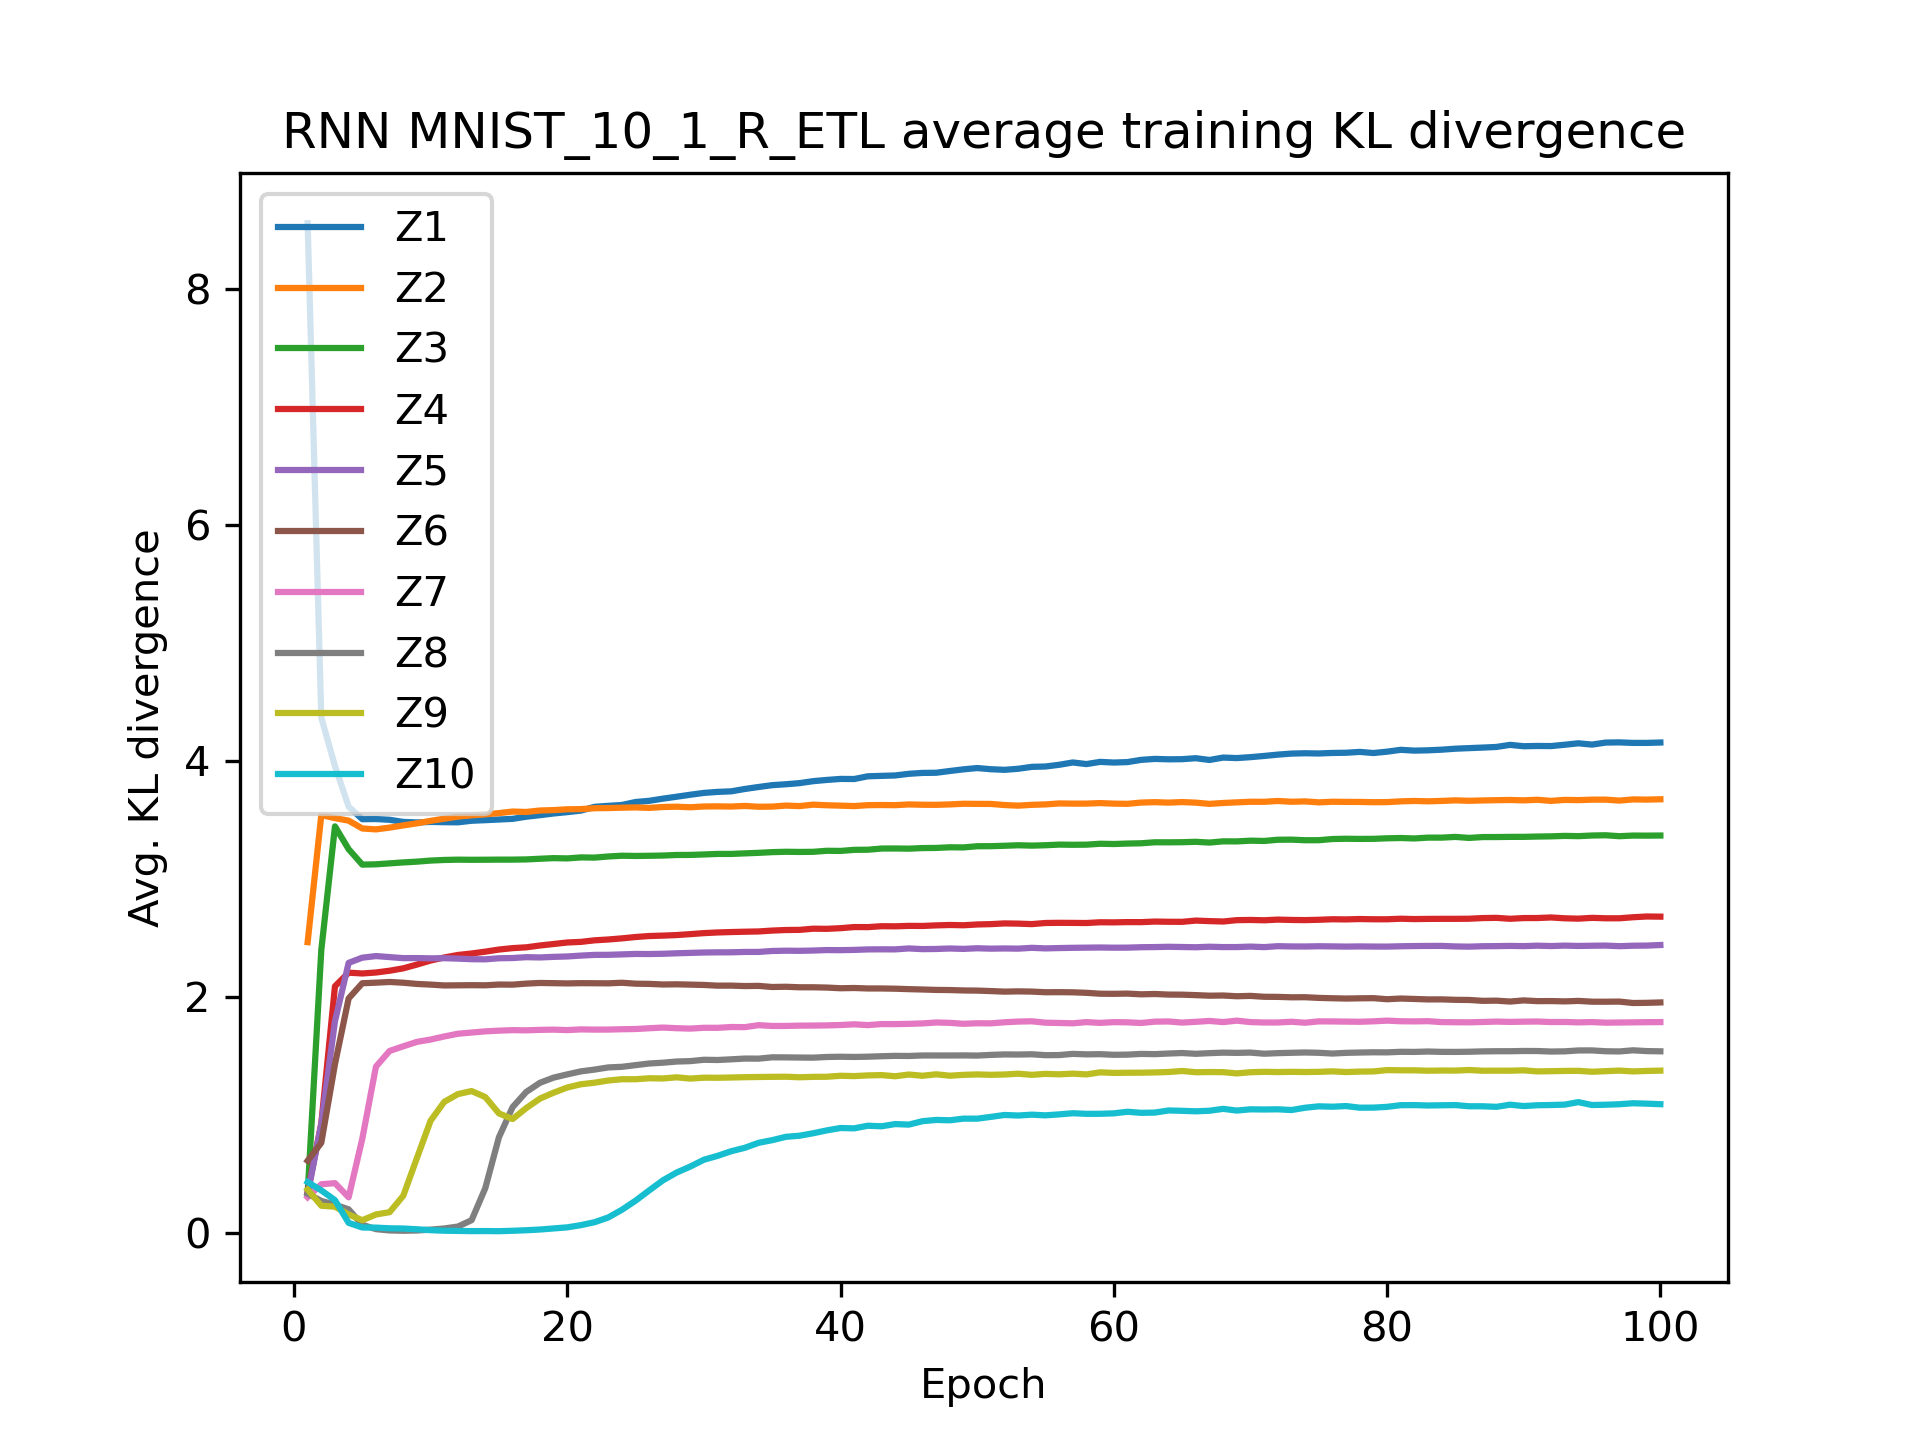 RNN MNIST_10_1_R_ETL average training KL divergence
Z1
Z2
Z3
Z4
Z5
Z6
Z7
Z8
Z9
Z10
Avg. KL divergence
8
6
4
2
0
0 20 40 60 80 100
Epoch